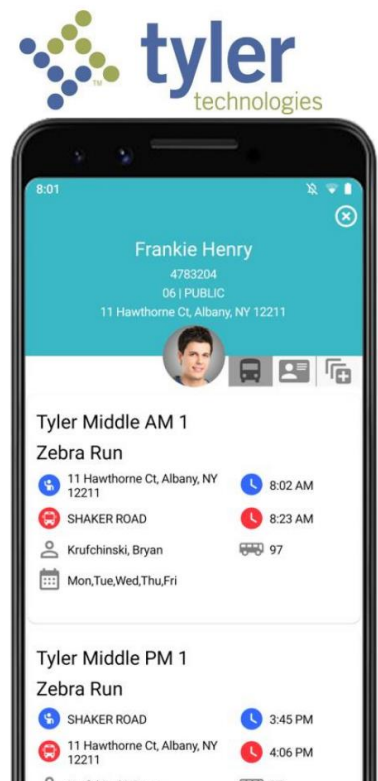 tyler
technologies
TM
8:01
Frankie Henry
4783204
06 | PUBLIC
11 Hawthorne Ct, Albany, NY 12211
Tyler Middle AM 1
Zebra Run
11 Hawthorne Ct, Albany, NY
12211
8:02 AM
SHAKER ROAD
8:23 AM
Krufchinski, Bryan
97
Mon,Tue,Wed,Thu,Fri
Tyler Middle PM 1
Zebra Run
SHAKER ROAD
3:45 PM
11 Hawthorne Ct, Albany, NY
12211
4:06 PM